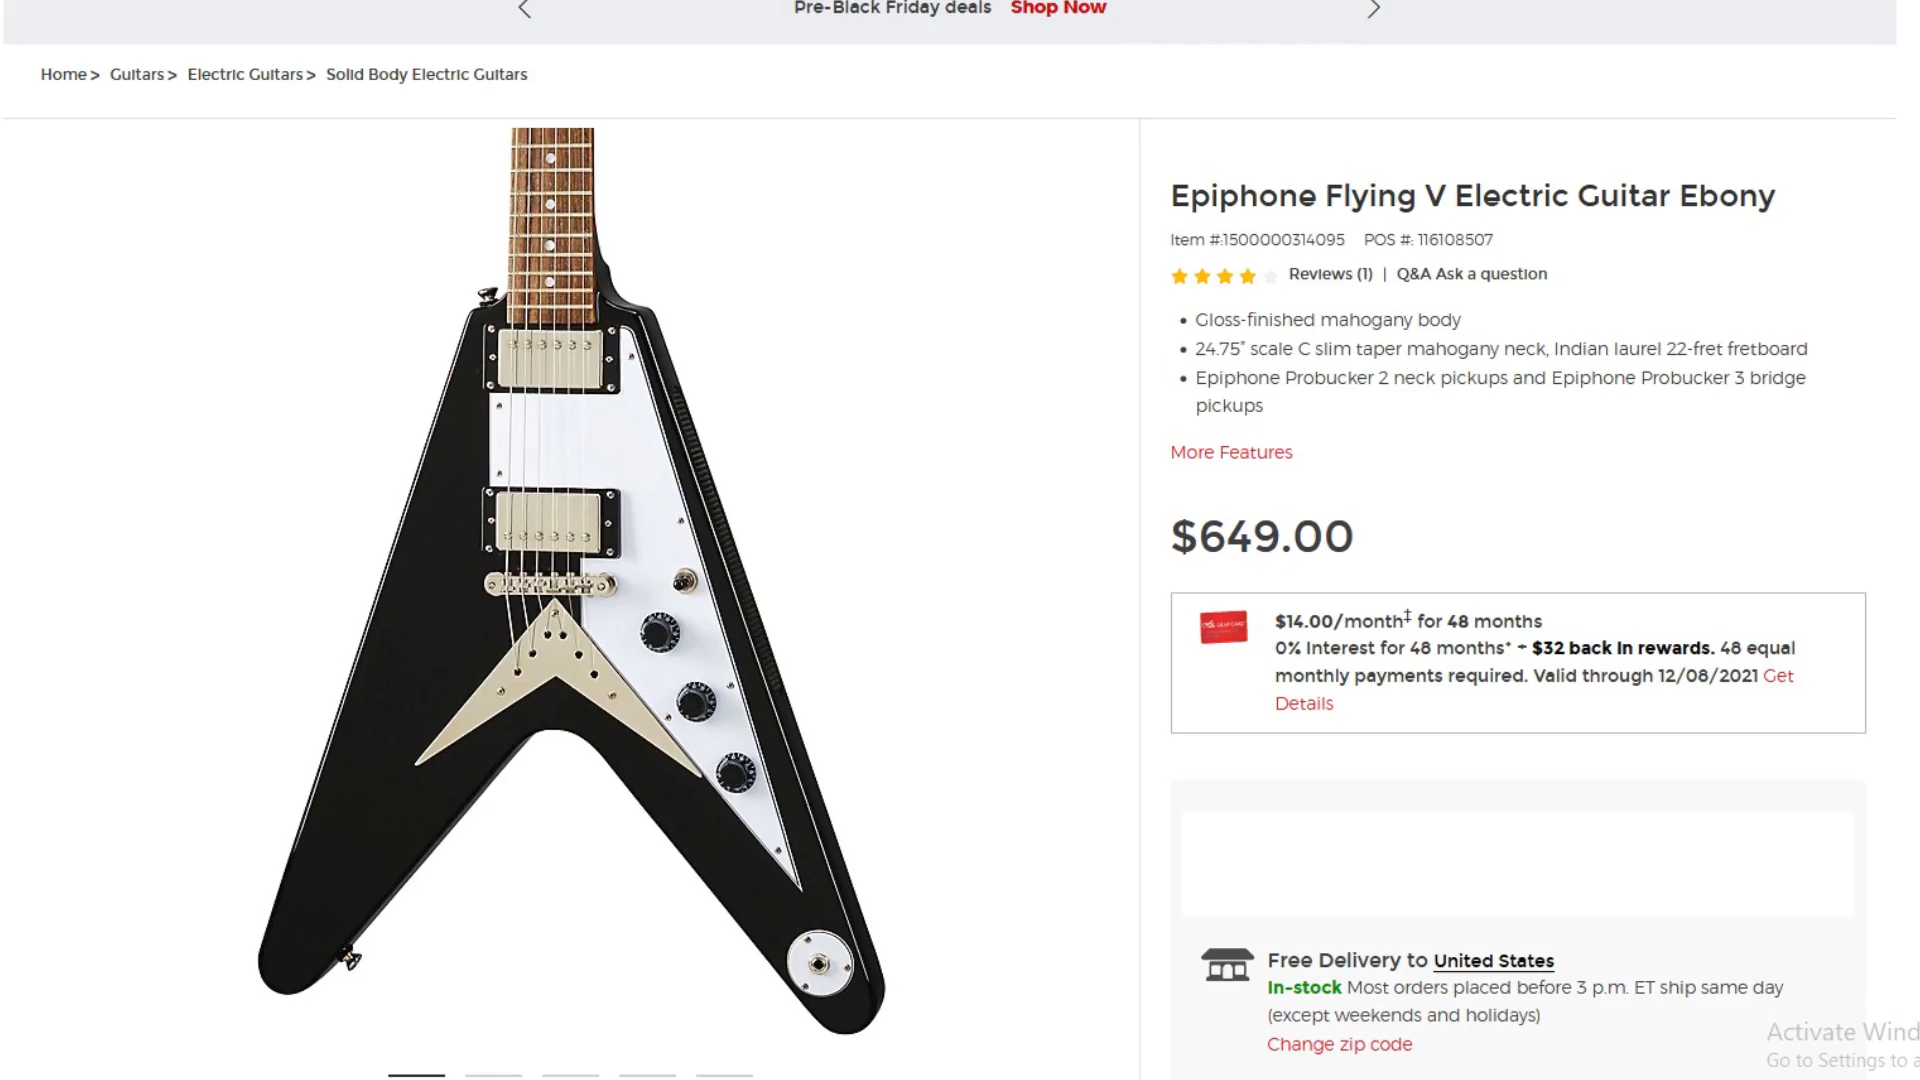 Pre-Black Friday deals Shop Now
Home > Guitars > Electric Guitars > Solid Body Electric Guitars
Epiphone Flying V Electric Guitar Ebony
Item #:1500000314095 POS #: 116108507
Reviews (1) | Q&A Ask a question
• Gloss-finished mahogany body
• 24.75" scale C slim taper mahogany neck, Indian laurel 22-fret fretboard
• Epiphone Probucker 2 neck pickups and Epiphone Probucker 3 bridge
pickups
More Features
$649.00
$14.00/month‡ for 48 months
0% Interest for 48 months* + $32 back in rewards. 48 equal
monthly payments required. Valid through 12/08/2021 Get
Details
Free Delivery to United States
In-stock Most orders placed before 3 p.m. ET ship same day
(except weekends and holidays)
Change zip code
Activate Wind
Go to Settings to a